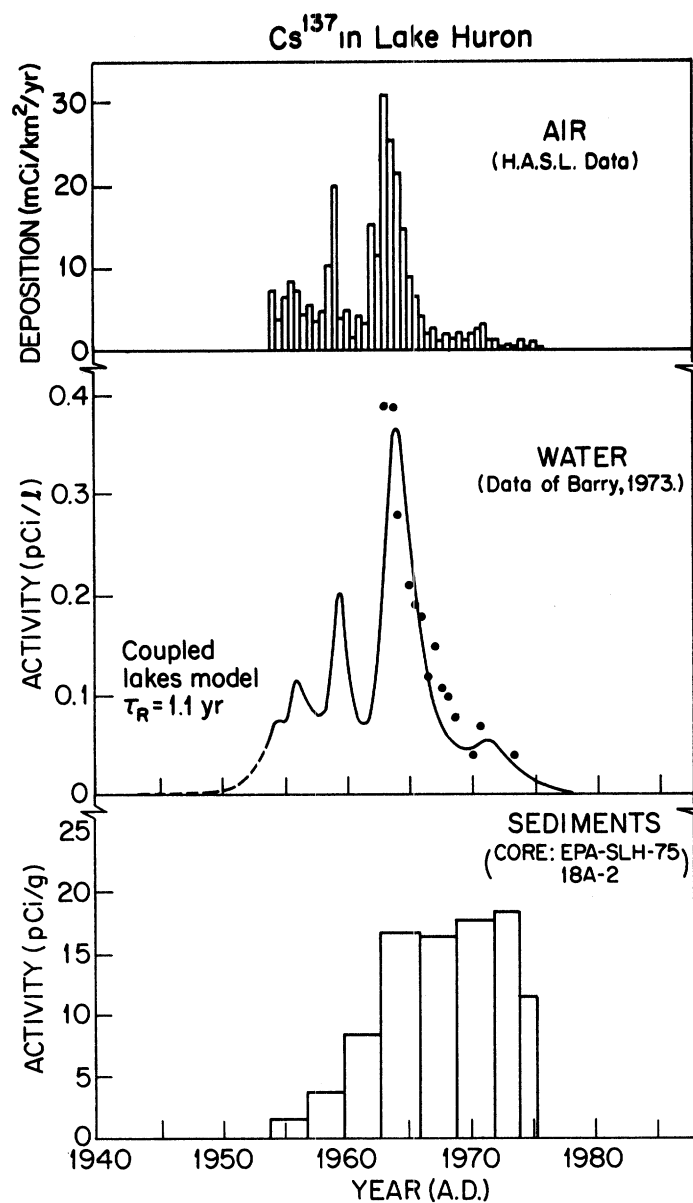 Cs¹³⁷ in Lake Huron
AIR
(H.A.S.L. Data)
DEPOSITION (mCi/km²/yr)
30
20
10
0
WATER
(Data of Barry, 1973.)
ACTIVITY (pCi/l)
0.4
0.3
0.2
0.1
0
Coupled
lakes model
τ_R = 1.1 yr
SEDIMENTS
(CORE: EPA-SLH-75
18A-2)
ACTIVITY (pCi/g)
25
20
15
10
5
0
1940 1950 1960 1970 1980
YEAR (A.D.)